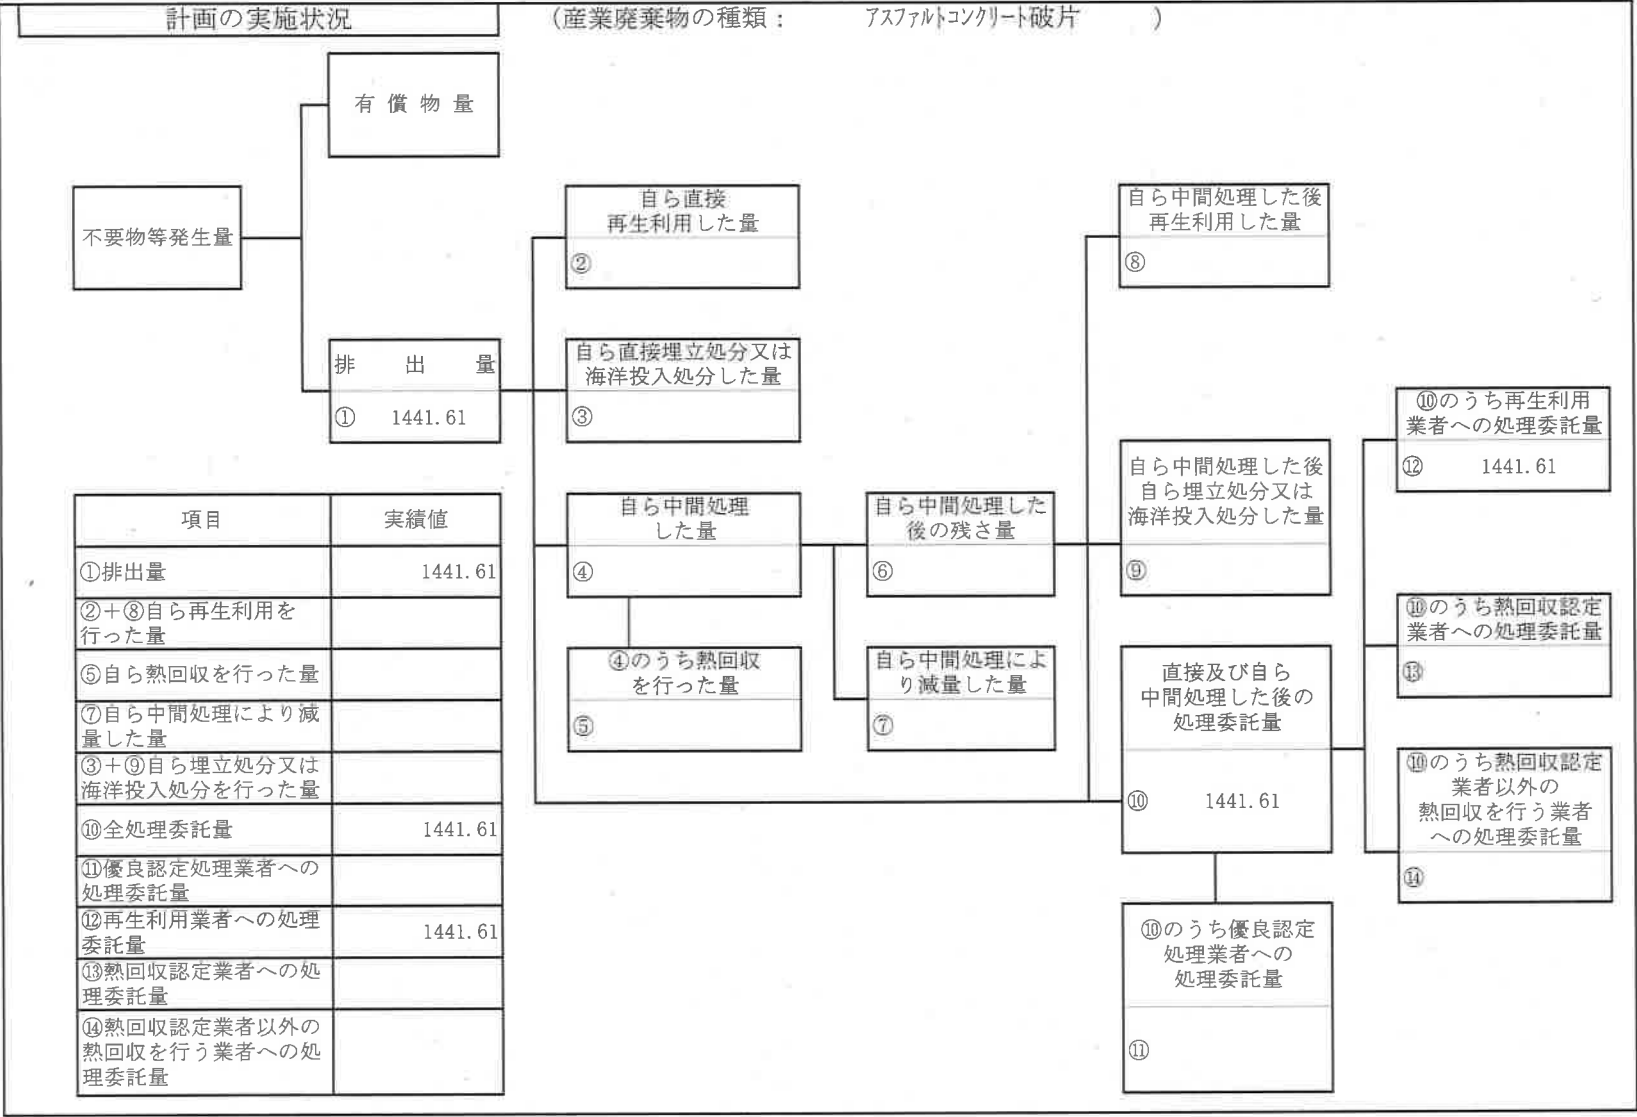 計画の実施状況
(産業廃棄物の種類： ｱｽﾌｧﾙﾄｺﾝｸﾘｰﾄ破片 )
有償物量
不要物等発生量
排出量
① 1441.61
自ら直接
再生利用した量
②
自ら直接埋立処分又は
海洋投入処分した量
③
自ら中間処理
した量
④
④のうち熱回収
を行った量
⑤
自ら中間処理した
後の残さ量
⑥
自ら中間処理によ
り減量した量
⑦
自ら中間処理した後
再生利用した量
⑧
自ら中間処理した後
自ら埋立処分又は
海洋投入処分した量
⑨
直接及び自ら
中間処理した後の
処理委託量
⑩ 1441.61
⑩のうち優良認定
処理業者への
処理委託量
⑪
⑩のうち再生利用
業者への処理委託量
⑫ 1441.61
⑩のうち熱回収認定
業者への処理委託量
⑬
⑩のうち熱回収認定
業者以外の
熱回収を行う業者
への処理委託量
⑭
項目 実績値
①排出量 1441.61
②＋⑧自ら再生利用を
行った量
⑤自ら熱回収を行った量
⑦自ら中間処理により減
量した量
③＋⑨自ら埋立処分又は
海洋投入処分を行った量
⑩全処理委託量 1441.61
⑪優良認定処理業者への
処理委託量
⑫再生利用業者への処理
委託量 1441.61
⑬熱回収認定業者への処
理委託量
⑭熱回収認定業者以外の
熱回収を行う業者への処
理委託量